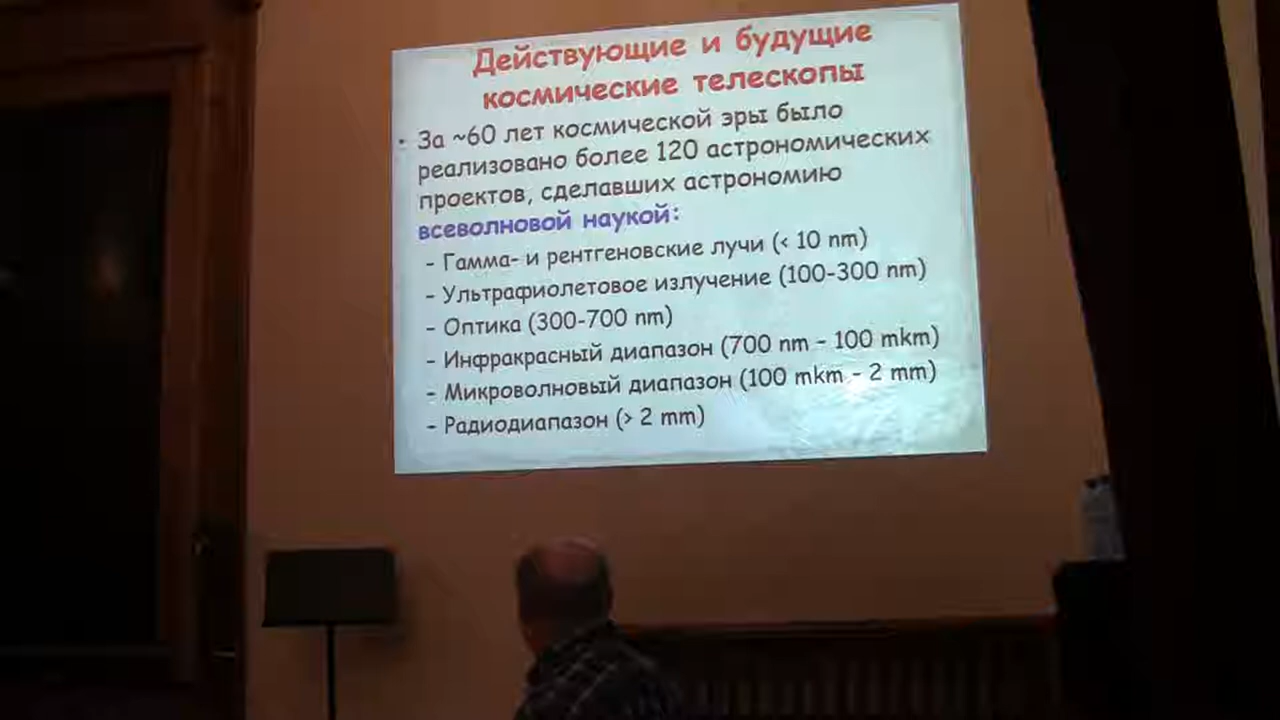 Действующие и будущие
космические телескопы
• За ~60 лет космической эры было
реализовано более 120 астрономических
проектов, сделавших астрономию
всеволновой наукой:
- Гамма- и рентгеновские лучи (< 10 nm)
- Ультрафиолетовое излучение (100-300 nm)
- Оптика (300-700 nm)
- Инфракрасный диапазон (700 nm - 100 mkm)
- Микроволновый диапазон (100 mkm - 2 mm)
- Радиодиапазон (> 2 mm)